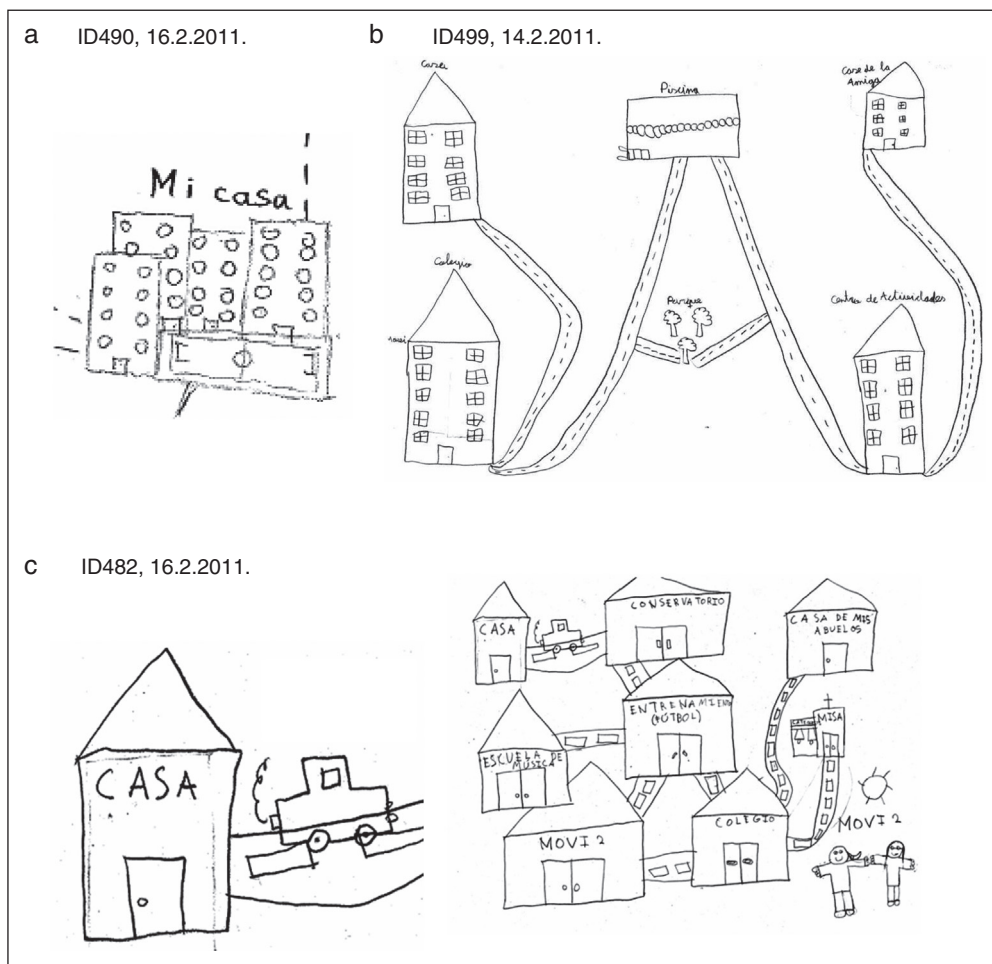 a ID490, 16.2.2011.
Mi casa
b ID499, 14.2.2011.
Casa
Piscina
Casa de la
Amiga
Colegio
Parque
Centro de Actividades
c ID482, 16.2.2011.
CASA
CASA
CONSERVATORIO
CASA DE MIS
ABUELOS
ENTRENAMIENTO
(FÚTBOL)
MISA
ESCUELA DE
MÚSICA
MOVI 2
COLEGIO
MOVI 2